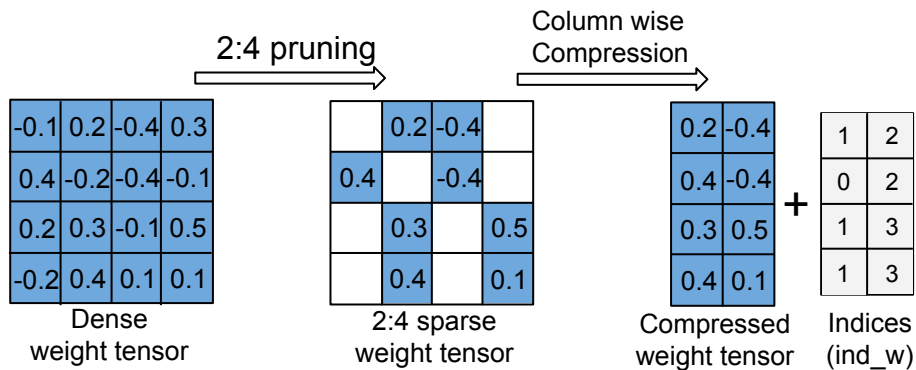 2:4 pruning
Column wise
Compression
-0.1 0.2 -0.4 0.3
0.4 -0.2 -0.4 -0.1
0.2 0.3 -0.1 0.5
-0.2 0.4 0.1 0.1
Dense
weight tensor
0.2 -0.4
0.4 -0.4
0.3 0.5
0.4 0.1
2:4 sparse
weight tensor
0.2 -0.4
0.4 -0.4
0.3 0.5
0.4 0.1
Compressed
weight tensor
+
1 2
0 2
1 3
1 3
Indices
(ind_w)